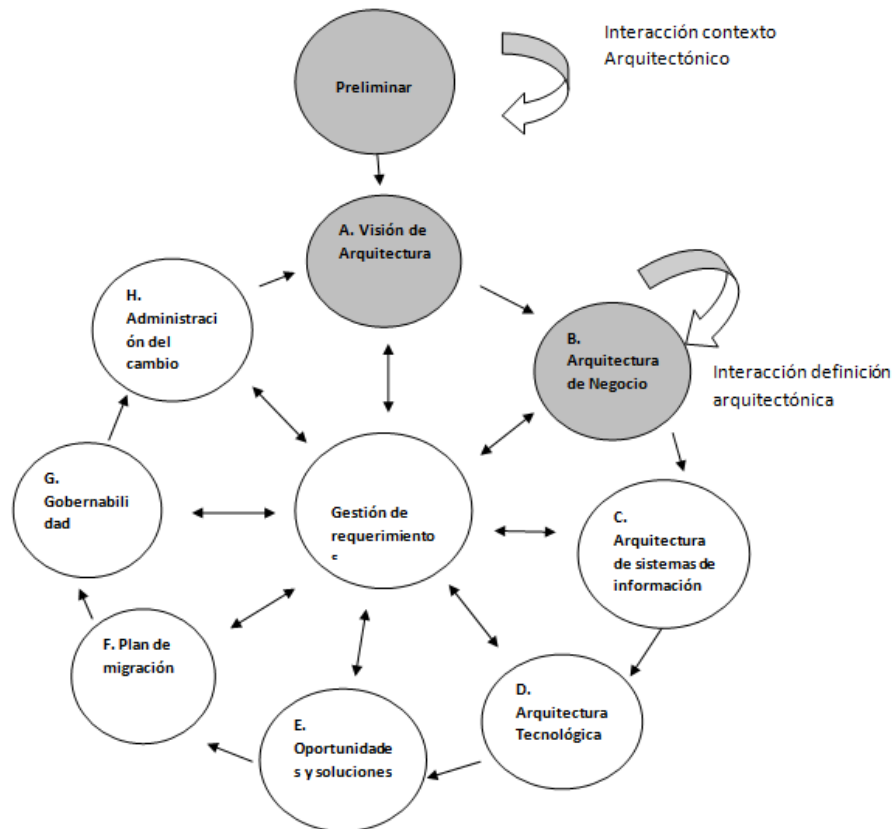 Interacción contexto
Arquitectónico
Preliminar
A. Visión de
Arquitectura
H.
Administraci
ón del
cambio
B.
Arquitectura
de Negocio
Interacción definición
arquitectónica
G.
Gobernabili
dad
Gestión de
requerimiento
s
C.
Arquitectura
de sistemas de
información
F. Plan de
migración
D.
Arquitectura
Tecnológica
E.
Oportunidade
s y soluciones